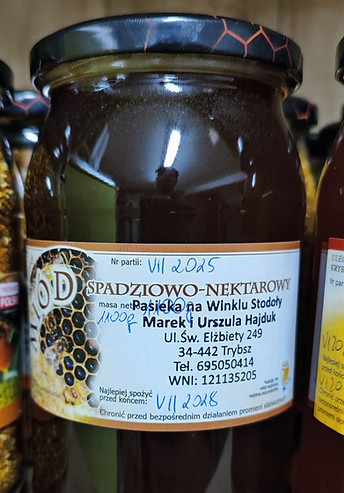 Nr partii: VII 2025
MIÓD
SPADZIOWO-NEKTAROWY
masa netto 1100g
1100g
Pasieka na Winklu Stodoły
Marek i Urszula Hajduk
Ul.Św. Elżbiety 249
34-442 Trybsz
Tel. 695050414
WNI: 121135205
Najlepiej spożyć
przed końcem: VII 2028
Chronić przed bezpośrednim działaniem promieni słonecznych